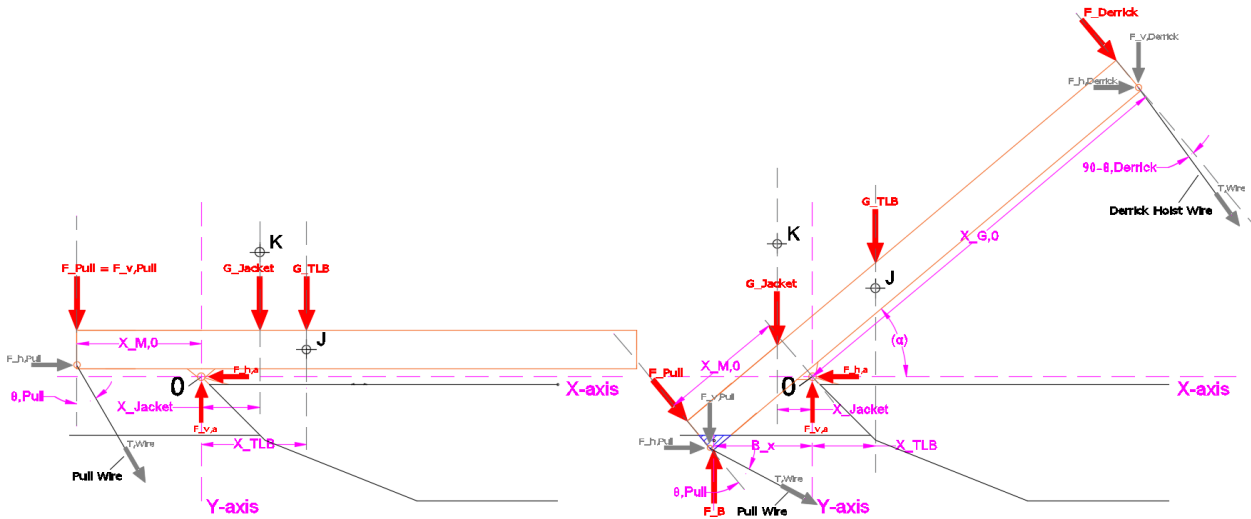 F_Pull = F_v,Pull
G_Jacket
G_TLB
K
J
X_M,0
F_h,Pull
θ,Pull
0
F_h,a
X-axis
X_Jacket
F_v,a
X_TLB
T,Wire
Pull Wire
Y-axis
F_Derrick
F_v,Derrick
F_h,Derrick
90-θ,Derrick
T,Wire
Derrick Hoist Wire
G_TLB
K
X_G,0
G_Jacket
J
X_M,0
(α)
F_Pull
F_v,Pull
0
F_h,a
X-axis
X_Jacket
F_v,a
F_h,Pull
B_x
X_TLB
T,Wire
θ,Pull
F_B
Pull Wire
Y-axis